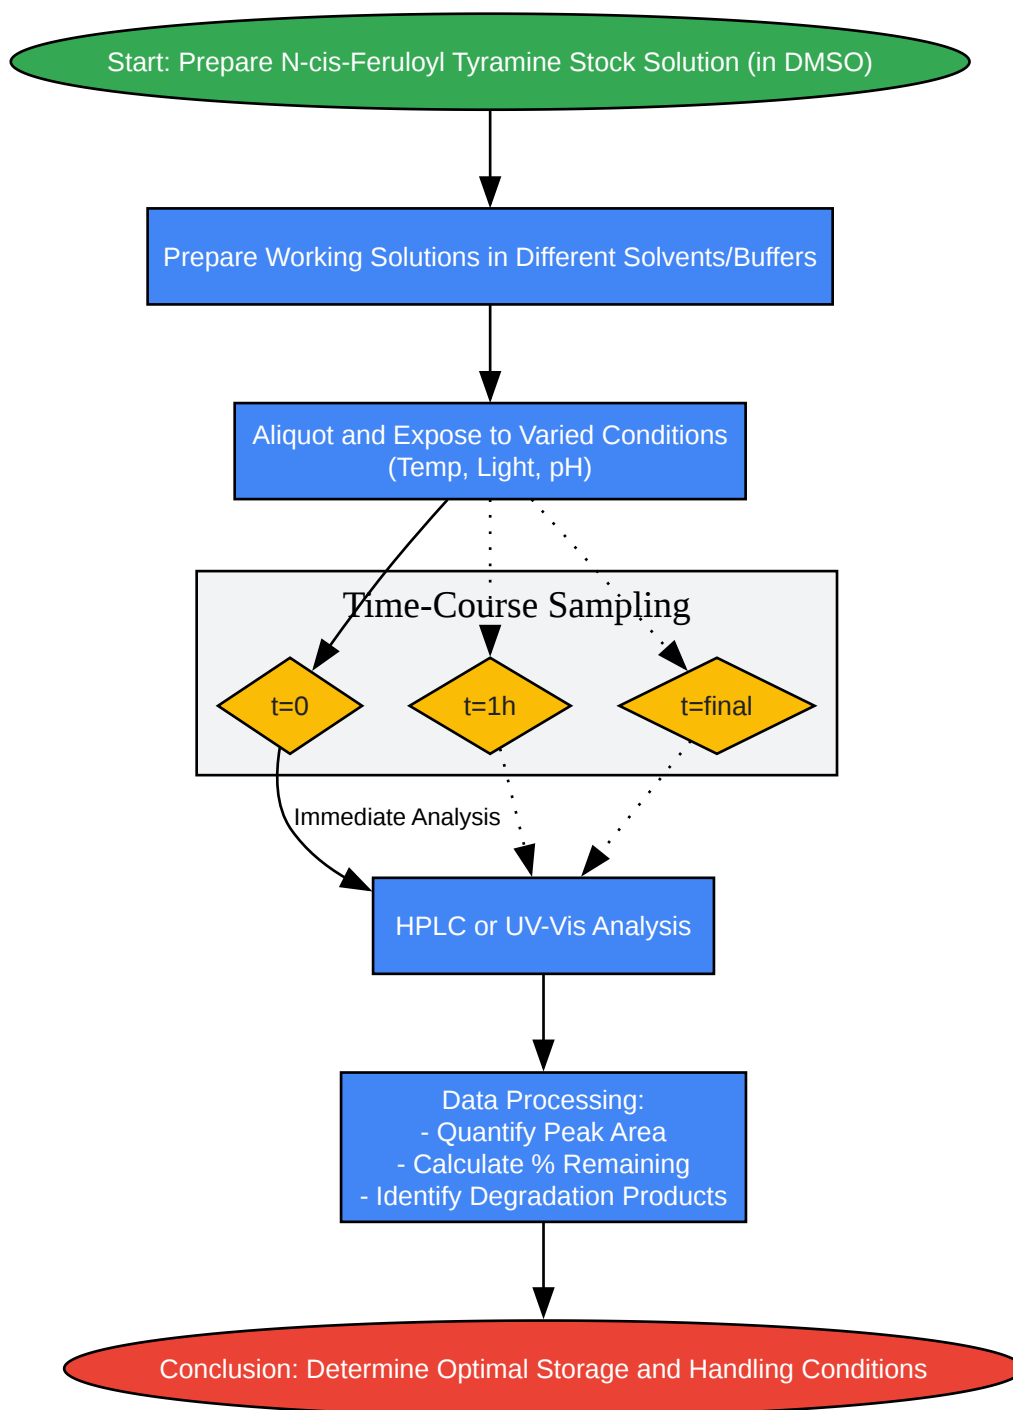 Start: Prepare N-cis-Feruloyl Tyramine Stock Solution (in DMSO)
Prepare Working Solutions in Different Solvents/Buffers
Aliquot and Expose to Varied Conditions
(Temp, Light, pH)
Time-Course Sampling
t=0
t=1h
t=final
Immediate Analysis
HPLC or UV-Vis Analysis
Data Processing:
- Quantify Peak Area
- Calculate % Remaining
- Identify Degradation Products
Conclusion: Determine Optimal Storage and Handling Conditions